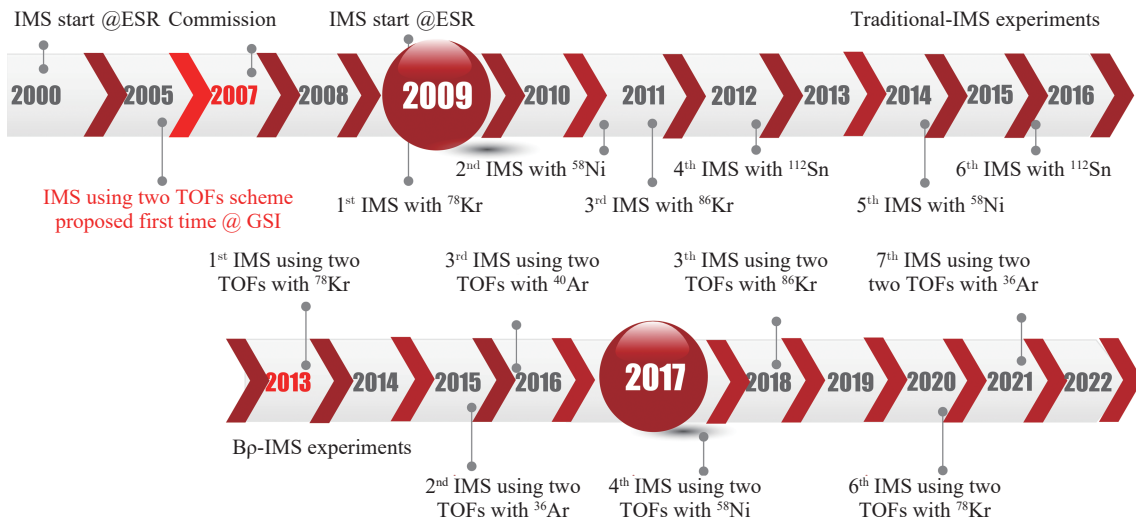 IMS start @ESR Commission
IMS start @ESR
Traditional-IMS experiments
2000 2005 2007 2008 2009 2010 2011 2012 2013 2014 2015 2016
2nd IMS with 58Ni
4th IMS with 112Sn
6th IMS with 112Sn
IMS using two TOFs scheme
proposed first time @ GSI
1st IMS with 78Kr
3rd IMS with 86Kr
5th IMS with 58Ni
1st IMS using two
TOFs with 78Kr
3rd IMS using two
TOFs with 40Ar
3th IMS using two
TOFs with 86Kr
7th IMS using two
two TOFs with 36Ar
2013 2014 2015 2016 2017 2018 2019 2020 2021 2022
Bρ-IMS experiments
2nd IMS using two
TOFs with 36Ar
4th IMS using two
TOFs with 58Ni
6th IMS using two
TOFs with 78Kr